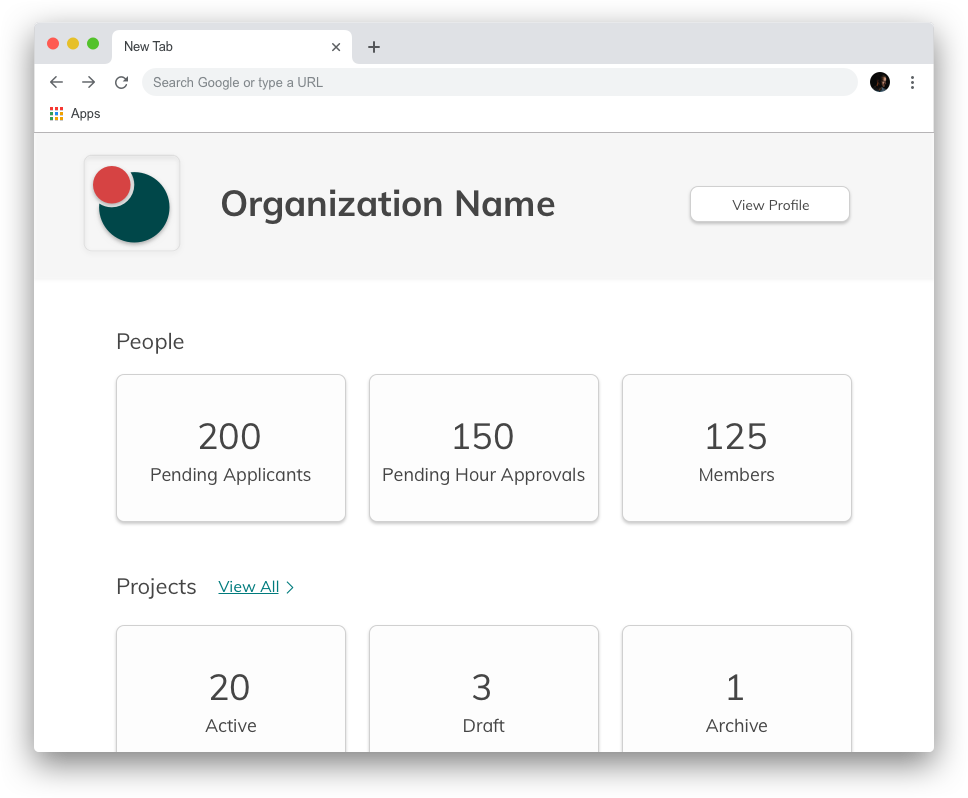 New Tab
Search Google or type a URL
Apps
Organization Name
View Profile
People
200
Pending Applicants
150
Pending Hour Approvals
125
Members
Projects
View All
20
Active
3
Draft
1
Archive